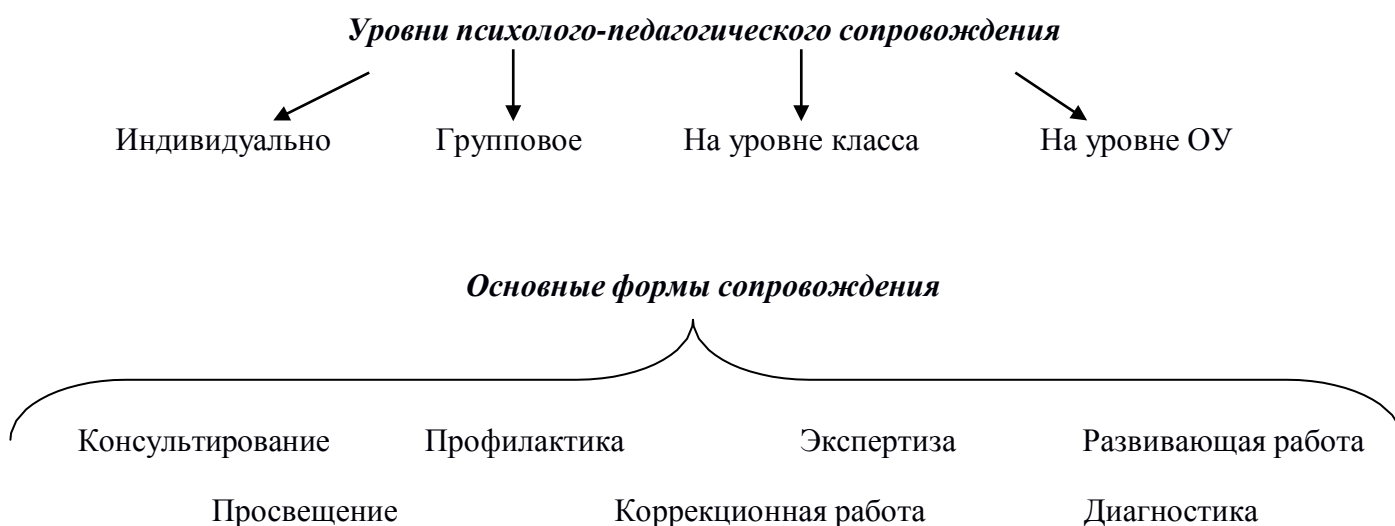 Уровни психолого-педагогического сопровождения
Индивидуально Групповое На уровне класса На уровне ОУ
Основные формы сопровождения
Консультирование Профилактика Экспертиза Развивающая работа
Просвещение Коррекционная работа Диагностика